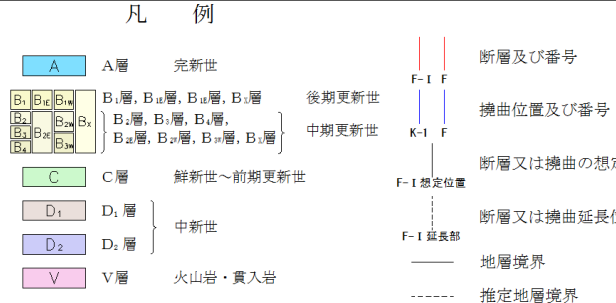 凡 例
A A層 完新世
B₁ B₁E B₁W Bx B₁層, B₁E層, B₁E層, Bx層 後期更新世
B₂ B₃ B₄ B₂E B₂W B₃W B₂層, B₃層, B₄層, 中期更新世
B₂E層, B₂W層, B₃W層, Bx層
C C層 鮮新世～前期更新世
D₁ D₁ 層 中新世
D₂ D₂ 層
V V層 火山岩・貫入岩
F-I F 断層及び番号
K-1 F 撓曲位置及び番号
F-I 想定位置 断層又は撓曲の想定
F-I 延長部 断層又は撓曲延長
地層境界
推定地層境界